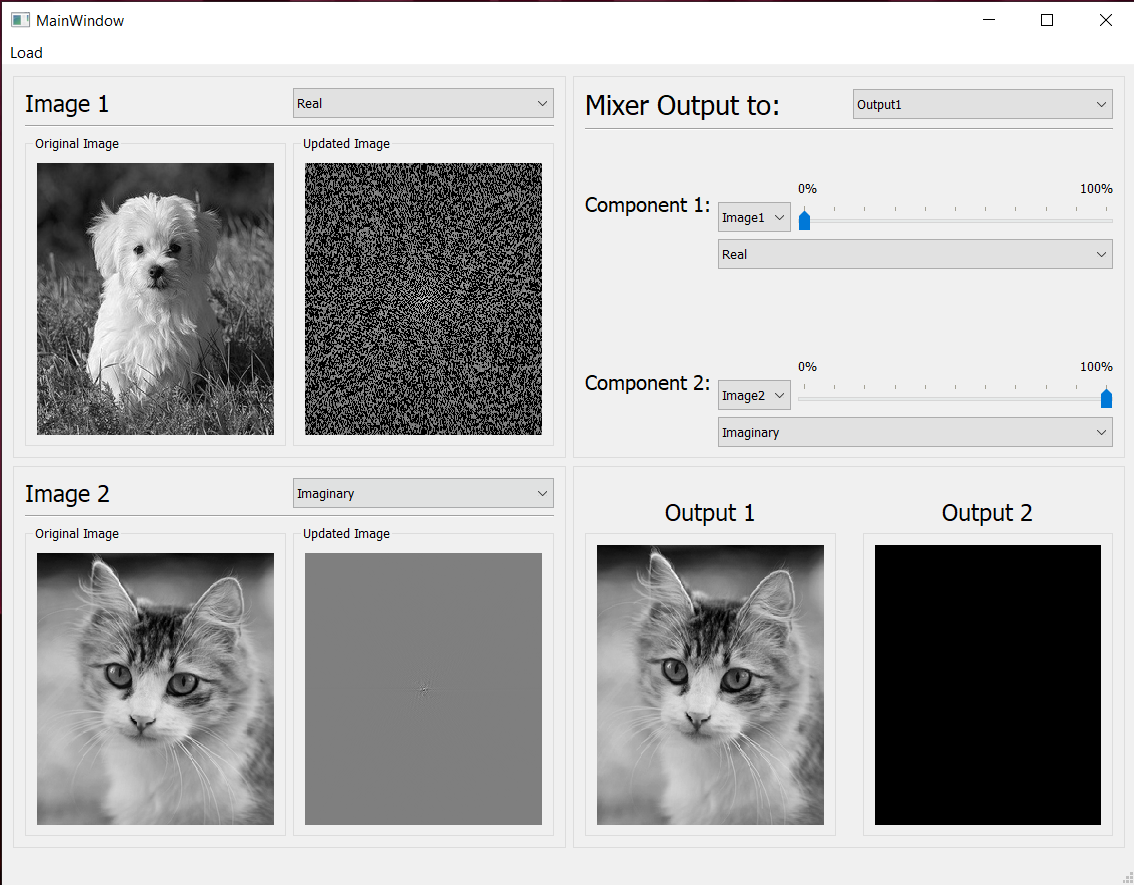 MainWindow
Load
Image 1
Real
Original Image
Updated Image
Mixer Output to:
Output1
0%
100%
Component 1:
Image1
Real
0%
100%
Component 2:
Image2
Imaginary
Image 2
Imaginary
Original Image
Updated Image
Output 1
Output 2